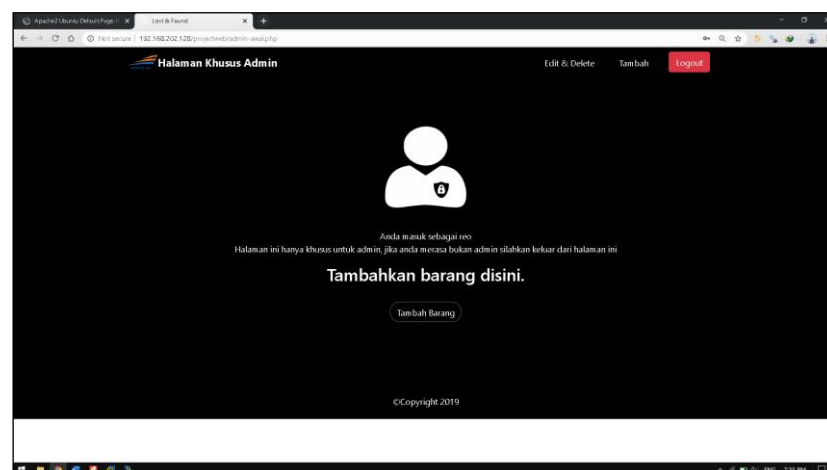 Apache2 Ubuntu Default Page: I
Lost & Found
Not secure | 192.168.202.128/projectweb/admin-awal.php
Halaman Khusus Admin
Edit & Delete
Tambah
Logout
Anda masuk sebagai reo
Halaman ini hanya khusus untuk admin, jika anda merasa bukan admin silahkan keluar dari halaman ini
Tambahkan barang disini.
Tambah Barang
©Copyright 2019
ENG